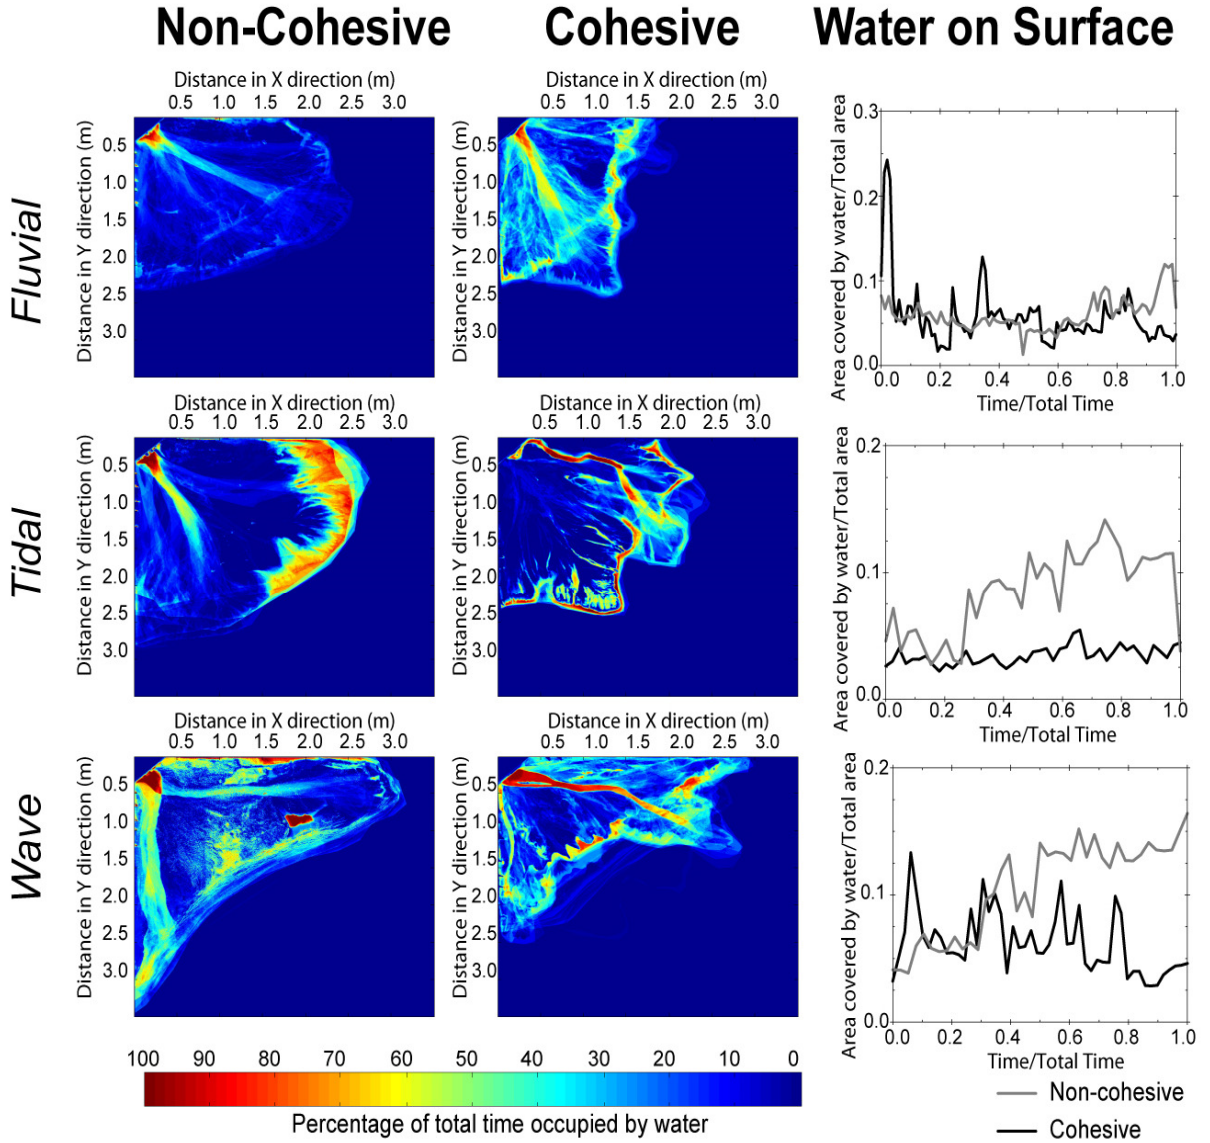 Non-Cohesive Cohesive Water on Surface
Fluvial
Distance in X direction (m)
0.5 1.0 1.5 2.0 2.5 3.0
Distance in Y direction (m)
0.5
1.0
1.5
2.0
2.5
3.0
Distance in X direction (m)
0.5 1.0 1.5 2.0 2.5 3.0
Distance in Y direction (m)
0.5
1.0
1.5
2.0
2.5
3.0
Area covered by water/Total area
0.3
0.2
0.1
0.0
0.0 0.2 0.4 0.6 0.8 1.0
Time/Total Time
Tidal
Distance in X direction (m)
0.5 1.0 1.5 2.0 2.5 3.0
Distance in Y direction (m)
0.5
1.0
1.5
2.0
2.5
3.0
Distance in X direction (m)
0.5 1.0 1.5 2.0 2.5 3.0
Distance in Y direction (m)
0.5
1.0
1.5
2.0
2.5
3.0
Area covered by water/Total area
0.2
0.1
0.0
0.0 0.2 0.4 0.6 0.8 1.0
Time/Total Time
Wave
Distance in X direction (m)
0.5 1.0 1.5 2.0 2.5 3.0
Distance in Y direction (m)
0.5
1.0
1.5
2.0
2.5
3.0
Distance in X direction (m)
0.5 1.0 1.5 2.0 2.5 3.0
Distance in Y direction (m)
0.5
1.0
1.5
2.0
2.5
3.0
Area covered by water/Total area
0.2
0.1
0.0
0.0 0.2 0.4 0.6 0.8 1.0
Time/Total Time
100 90 80 70 60 50 40 30 20 10 0
Percentage of total time occupied by water
Non-cohesive
Cohesive